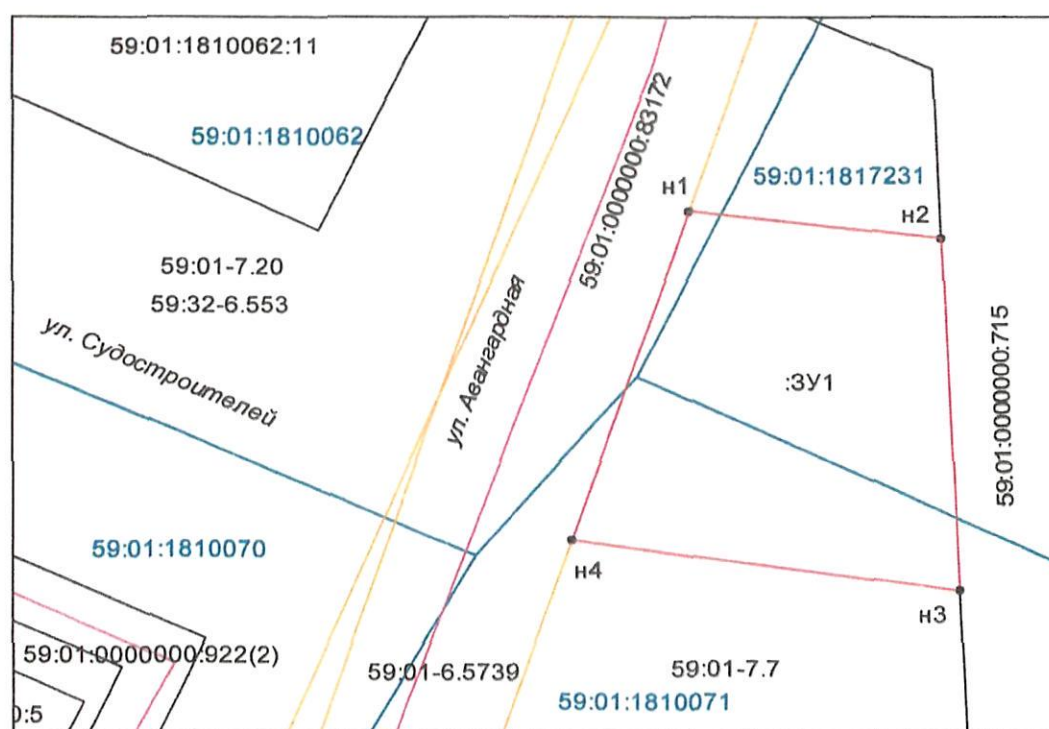 59:01:1810062:11
59:01:1810062
59:01:0000000:83172
59:01:1817231
н1
н2
59:01-7.20
59:32-6.553
ул. Судостроителей
ул. Авангардная
:ЗУ1
59:01:0000000:715
59:01:1810070
н4
н3
59:01:0000000:922(2)
59:01-6.5739
59:01-7.7
59:01:1810071
0:5